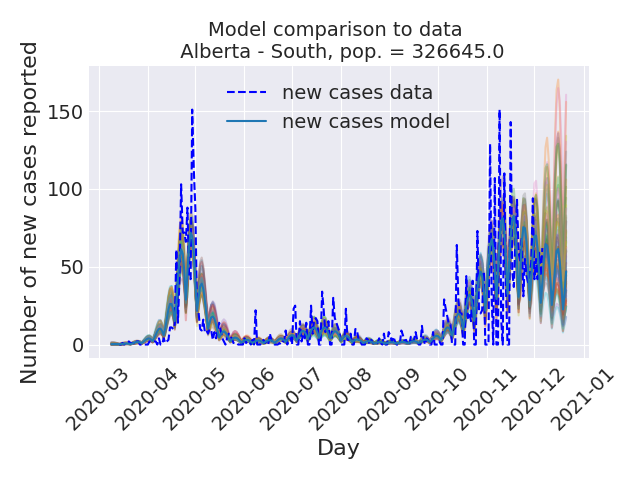 Model comparison to data
Alberta - South, pop. = 326645.0
new cases data
new cases model
Number of new cases reported
150
100
50
0
2020-03
2020-04
2020-05
2020-06
2020-07
2020-08
2020-09
2020-10
2020-11
2020-12
2021-01
Day